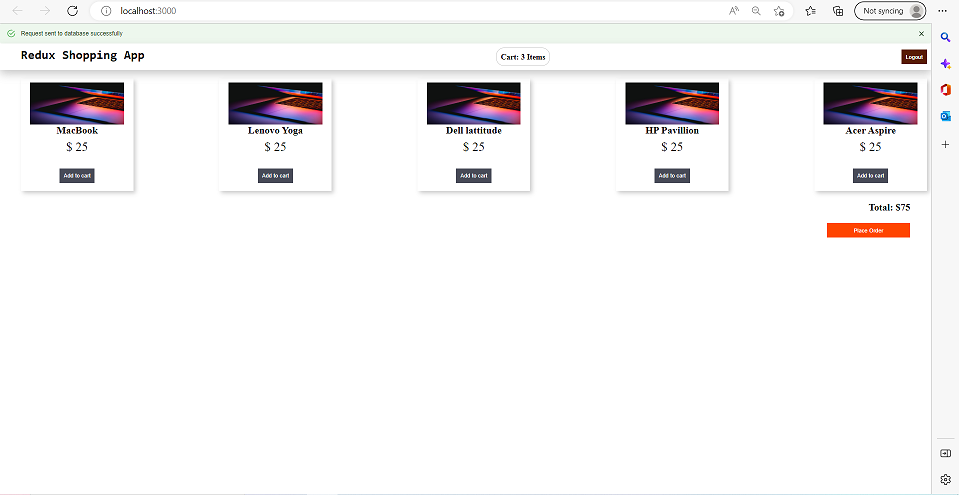 localhost:3000
Not syncing
Request sent to database successfully
Redux Shopping App
Cart: 3 Items
Logout
MacBook
$ 25
Add to cart
Lenovo Yoga
$ 25
Add to cart
Dell lattitude
$ 25
Add to cart
HP Pavillion
$ 25
Add to cart
Acer Aspire
$ 25
Add to cart
Total: $75
Place Order